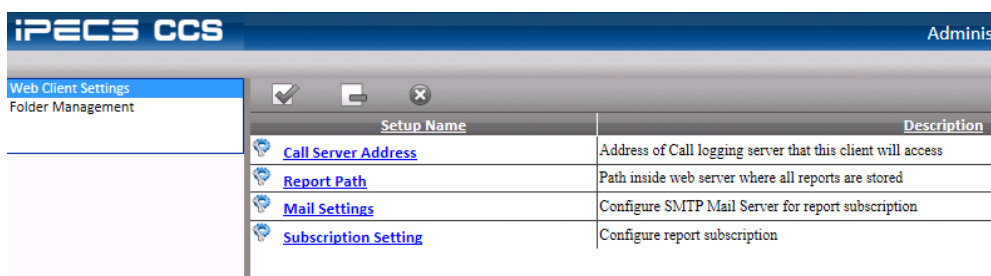 iPECS CCS
Adminis
Web Client Settings
Folder Management
Setup Name Description
Call Server Address Address of Call logging server that this client will access
Report Path Path inside web server where all reports are stored
Mail Settings Configure SMTP Mail Server for report subscription
Subscription Setting Configure report subscription